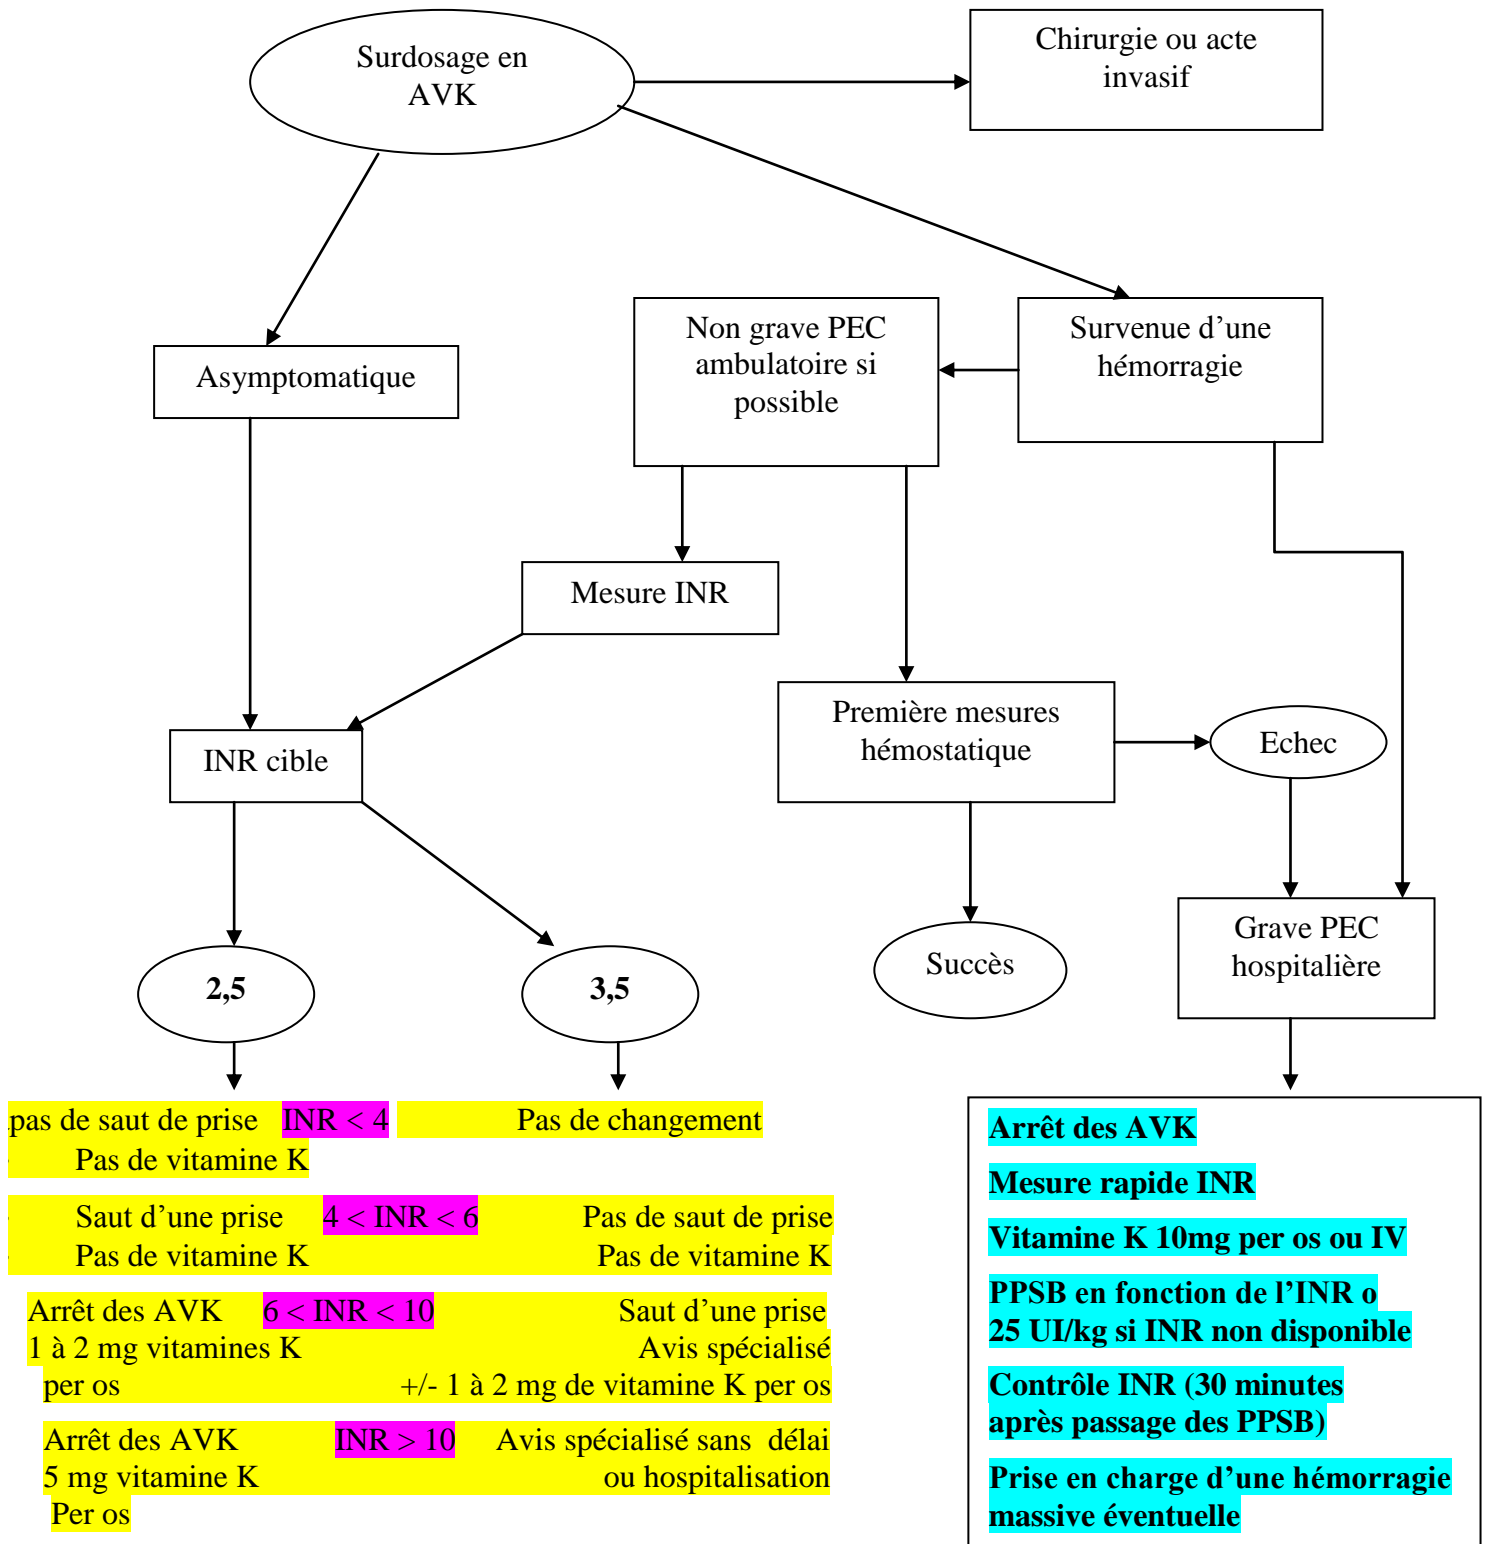 Surdosage en
AVK
Chirurgie ou acte
invasif
Asymptomatique
Non grave PEC
ambulatoire si
possible
Survenue d’une
hémorragie
Mesure INR
INR cible
Première mesures
hémostatique
Echec
Succès
Grave PEC
hospitalière
2,5
3,5
pas de saut de prise INR < 4 Pas de changement
Pas de vitamine K
Saut d’une prise 4 < INR < 6 Pas de saut de prise
Pas de vitamine K Pas de vitamine K
Arrêt des AVK 6 < INR < 10 Saut d’une prise
1 à 2 mg vitamines K Avis spécialisé
per os +/- 1 à 2 mg de vitamine K per os
Arrêt des AVK INR > 10 Avis spécialisé sans délai
5 mg vitamine K ou hospitalisation
Per os
Arrêt des AVK
Mesure rapide INR
Vitamine K 10mg per os ou IV
PPSB en fonction de l’INR o
25 UI/kg si INR non disponible
Contrôle INR (30 minutes
après passage des PPSB)
Prise en charge d’une hémorragie
massive éventuelle